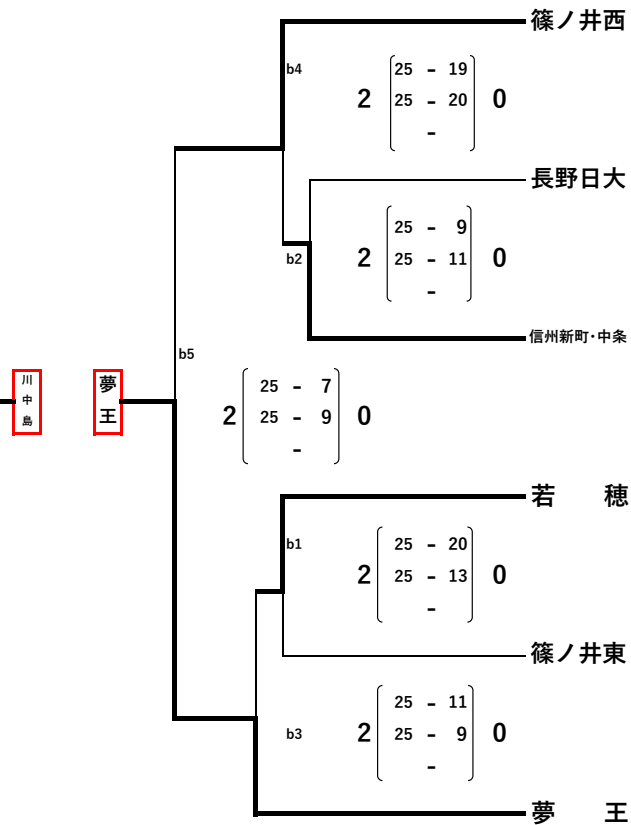 篠ノ井西
b4
25 - 19
2 25 - 20 0
-
長野日大
25 - 9
b2 2 25 - 11 0
-
信州新町・中条
b5
川中島
夢王
25 - 7
2 25 - 9 0
-
若 穂
b1 25 - 20
2 25 - 13 0
-
篠ノ井東
25 - 11
b3 2 25 - 9 0
-
夢 王